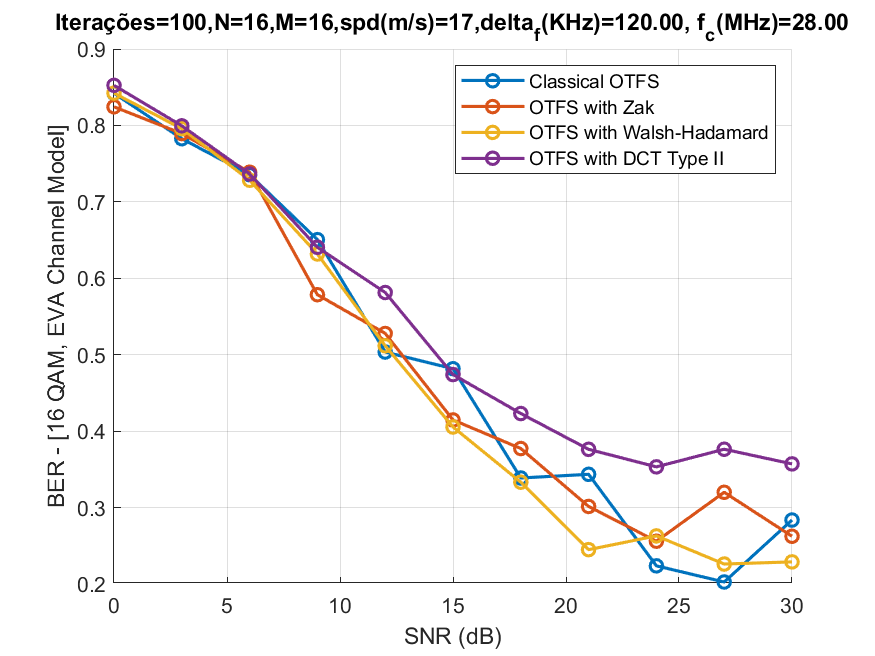 Iterações=100,N=16,M=16,spd(m/s)=17,delta_f(KHz)=120.00, f_c(MHz)=28.00
0.9
0.8
0.7
0.6
0.5
0.4
0.3
0.2
BER - [16 QAM, EVA Channel Model]
Classical OTFS
OTFS with Zak
OTFS with Walsh-Hadamard
OTFS with DCT Type II
0 5 10 15 20 25 30
SNR (dB)